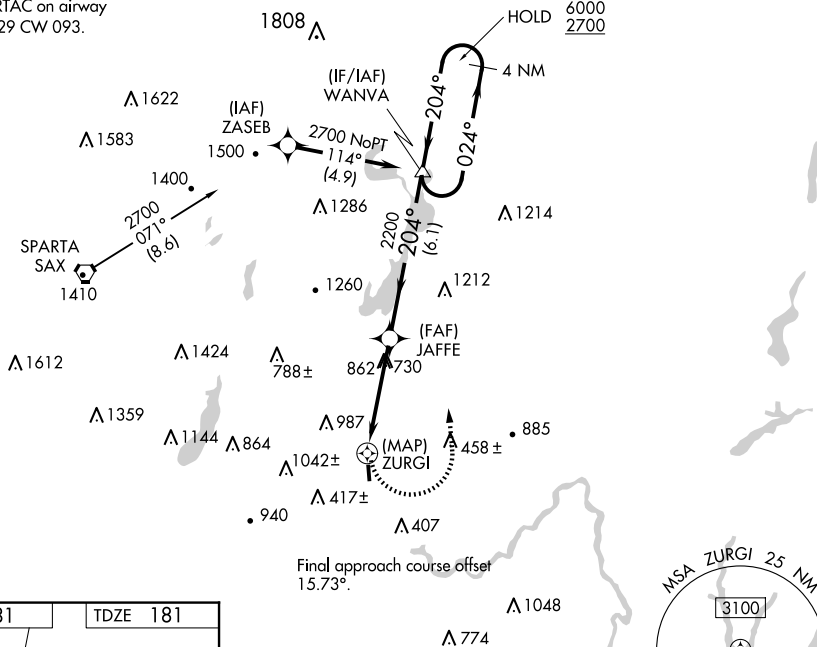 RTAC on airway
29 CW 093.
1808
HOLD
6000
2700
4 NM
(IF/IAF)
WANVA
204°
024°
1622
(IAF)
ZASEB
1583
1500
2700 NoPT
114°
(4.9)
1400
1286
1214
2700
071°
(8.6)
2200
204°
(6.1)
SPARTA
SAX
1410
1260
1212
(FAF)
JAFFE
1612
1424
788±
862
730
1359
987
885
1144
864
(MAP)
ZURGI
458±
1042±
417±
940
407
Final approach course offset
15.73°.
MSA ZURGI 25 NM
3100
31
TDZE 181
1048
774